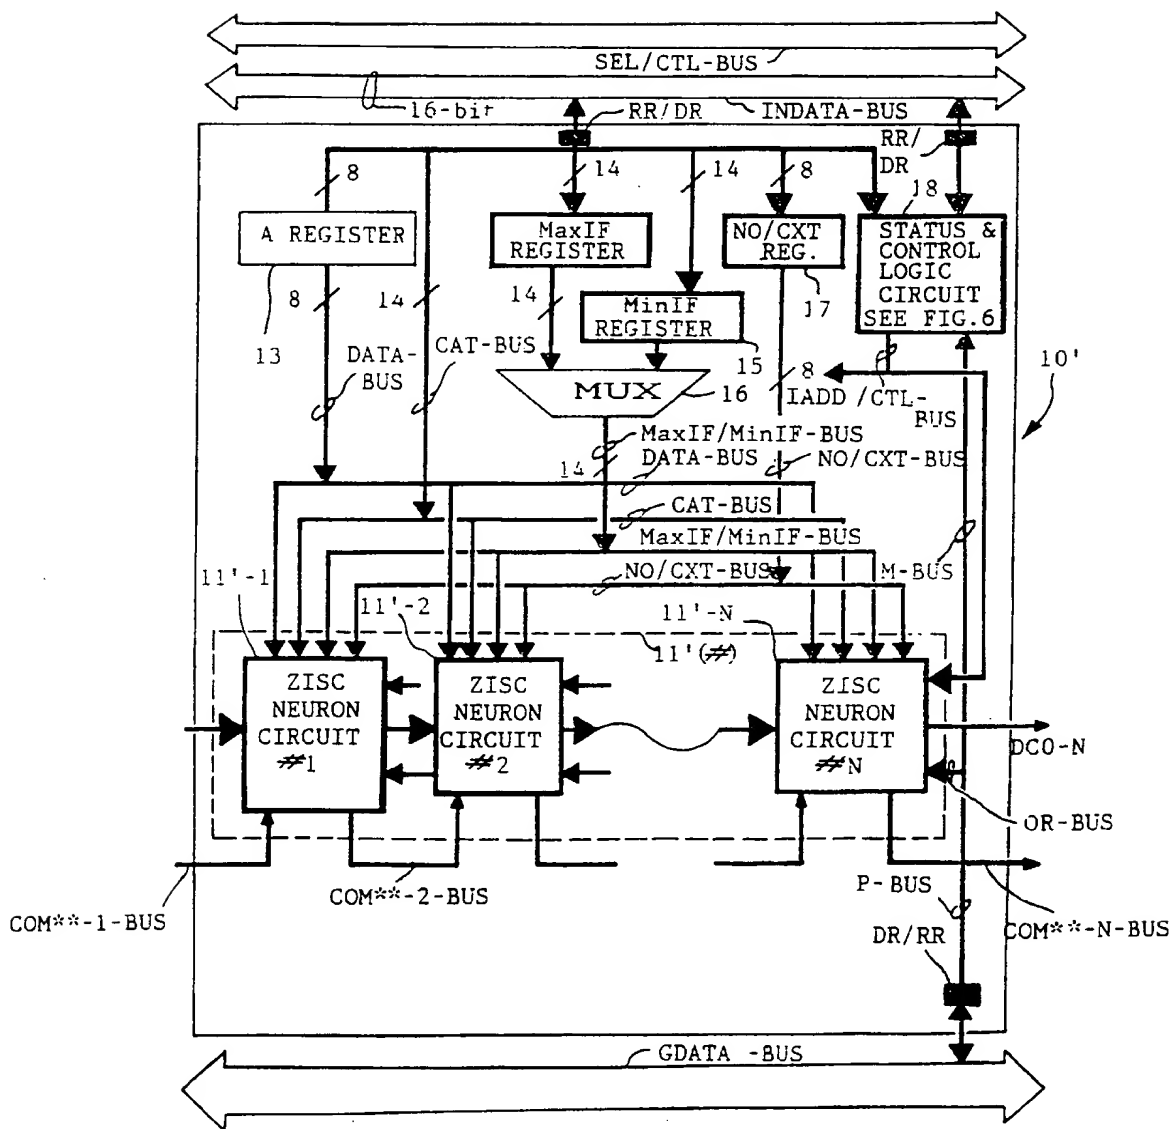 SEL/CTL-BUS
16-bit
RR/DR
INDATA-BUS
RR/
DR
8
14
14
8
18
A REGISTER
MaxIF
REGISTER
NO/CXT
REG.
STATUS &
CONTROL
LOGIC
CIRCUIT
SEE FIG.6
8
14
14
MinIF
REGISTER
17
13
15
DATA-
BUS
CAT-BUS
MUX
16
8
IADD /CTL-
BUS
10'
MaxIF/MinIF-BUS
14
DATA-BUS
NO/CXT-BUS
CAT-BUS
MaxIF/MinIF-BUS
M-BUS
NO/CXT-BUS
11'-1
11'-2
11'-N
11'(#)
ZISC
NEURON
CIRCUIT
#1
ZISC
NEURON
CIRCUIT
#2
ZISC
NEURON
CIRCUIT
#N
DCO-N
OR-BUS
COM**-1-BUS
COM**-2-BUS
P-BUS
COM**-N-BUS
DR/RR
GDATA -BUS